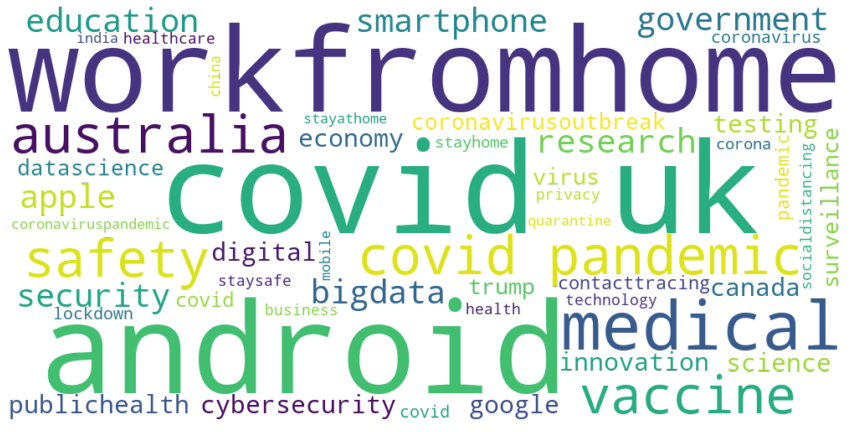 education
smartphone
government
india
healthcare
coronavirus
workfromhome
china
australia
stayathome
coronavirusoutbreak
testing
economy
stayhome
research
corona
datascience
covid uk
virus
pandemic
socialdistancing
surveillance
apple
privacy
coronaviruspandemic
quarantine
safety
digital
mobile
covid pandemic
staysafe
security
covid
bigdata
trump
contacttracing
canada
technology
lockdown
business
health
android
medical
innovation
science
publichealth
cybersecurity
covid
google
vaccine